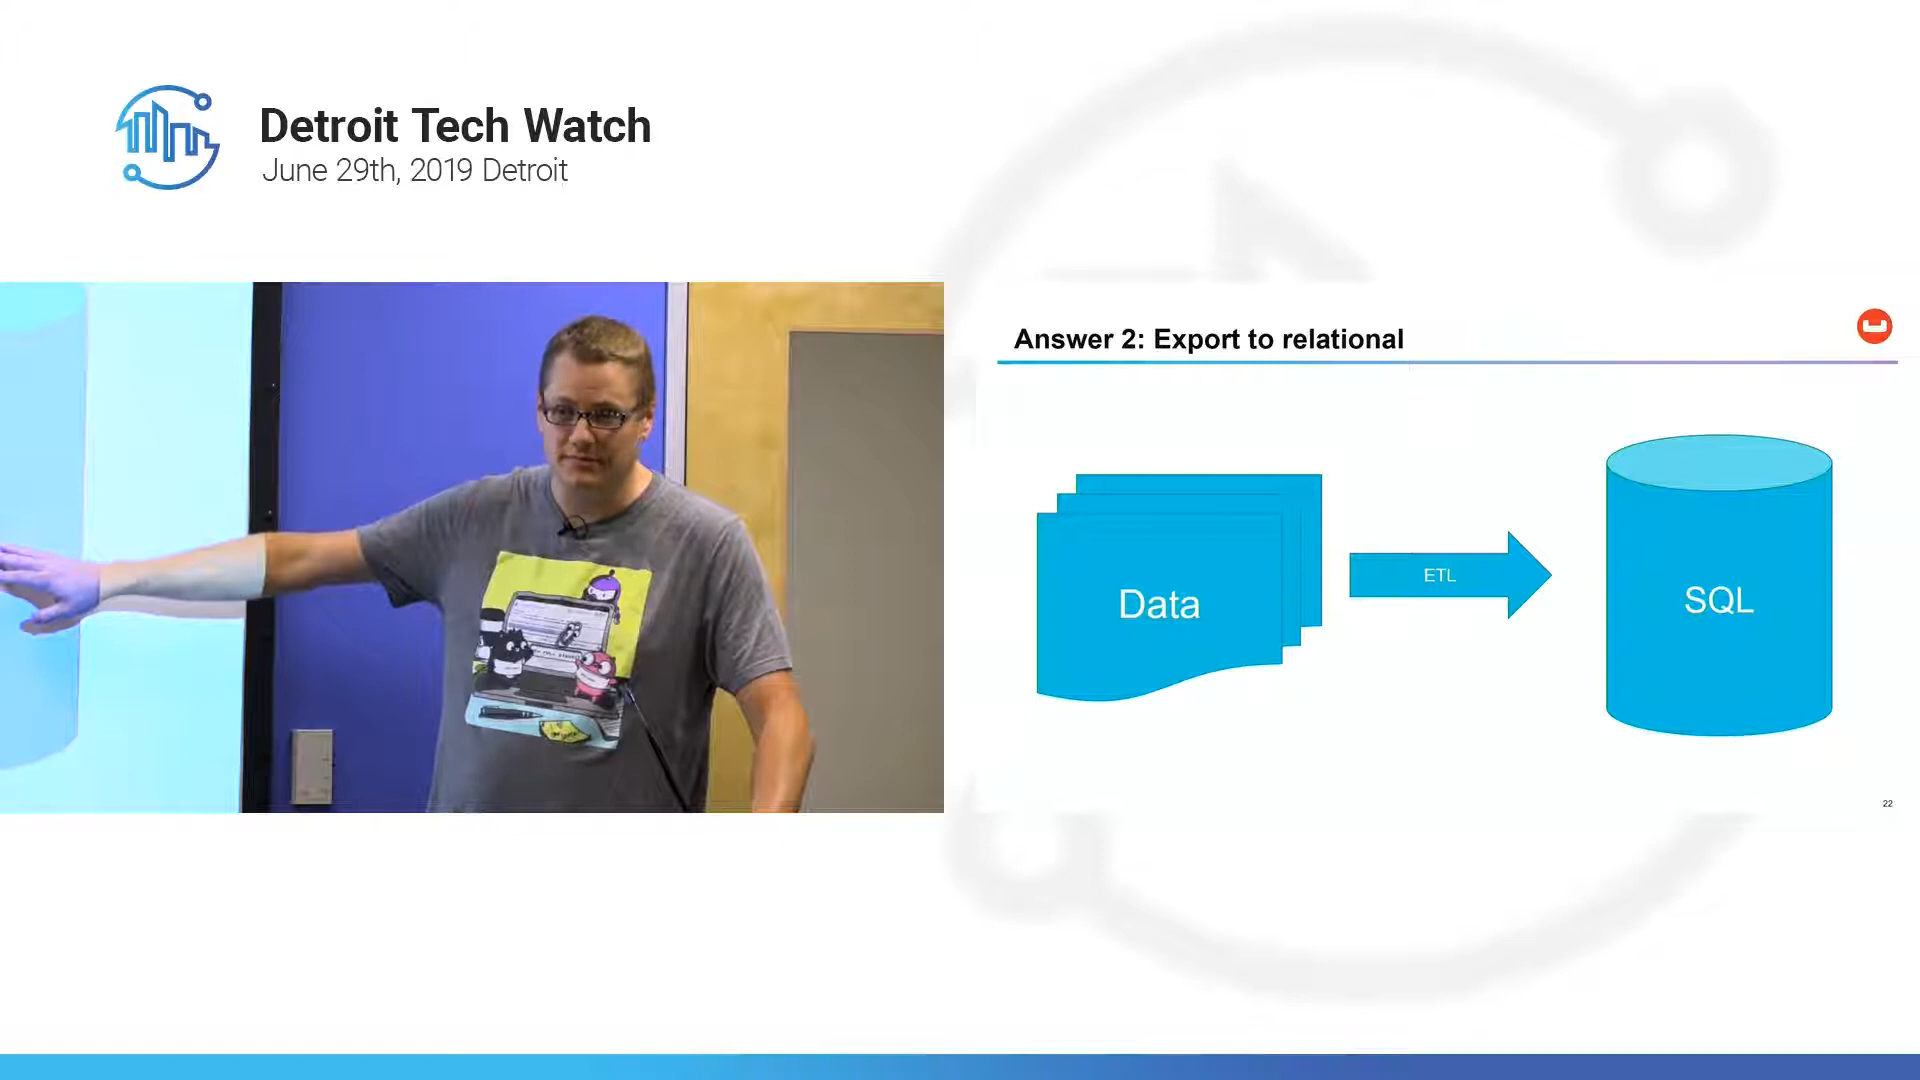 Detroit Tech Watch
June 29th, 2019 Detroit
Answer 2: Export to relational
Data
ETL
SQL
22